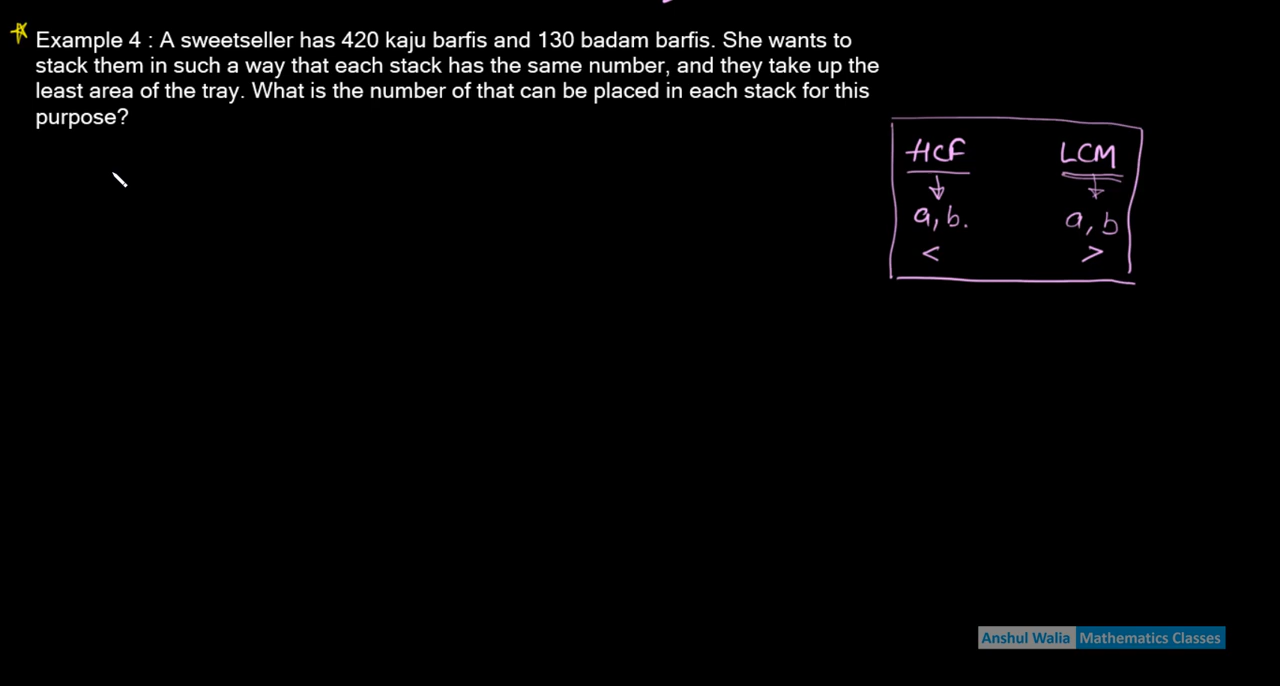 Example 4 : A sweetseller has 420 kaju barfis and 130 badam barfis. She wants to
stack them in such a way that each stack has the same number, and they take up the
least area of the tray. What is the number of that can be placed in each stack for this
purpose?
HCF LCM
a, b. a, b
< >
Anshul Walia Mathematics Classes